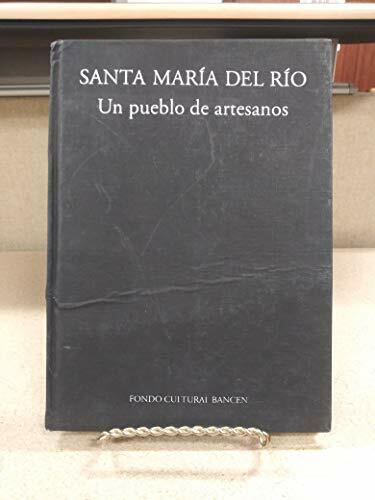 SANTA MARÍA DEL RÍO
Un pueblo de artesanos
FONDO CULTURAL BANCEN